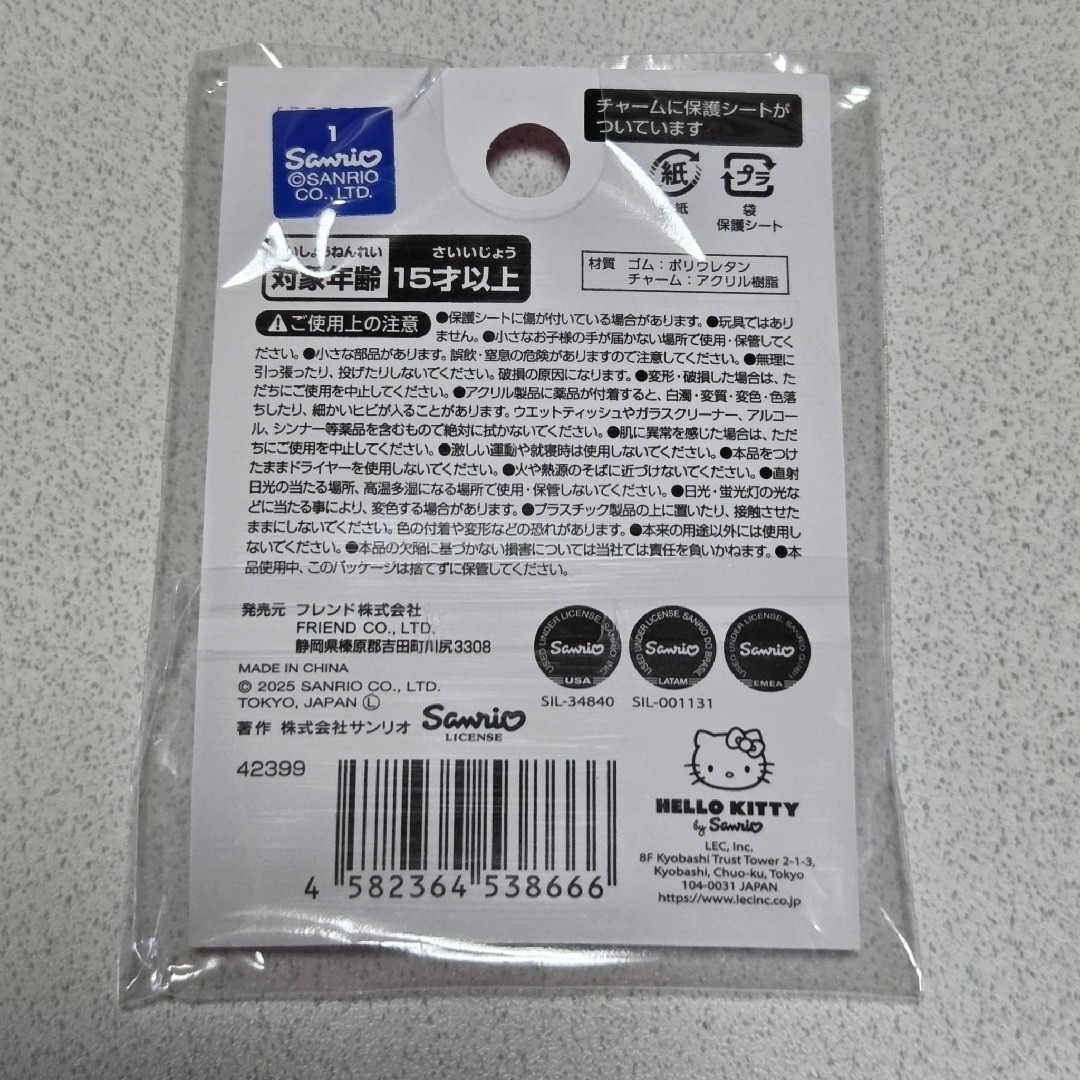 1
Sanrio
©SANRIO
CO., LTD.
チャームに保護シートが
ついています
紙
プラ
紙
袋
保護シート
いしょうねんれい さいいじょう
対象年齢 15才以上
材質 ゴム:ポリウレタン
チャーム:アクリル樹脂
ご使用上の注意 ●保護シートに傷が付いている場合があります。●玩具ではあり
ません。●小さなお子様の手が届かない場所で使用・保管してく
ださい。●小さな部品があります。誤飲・窒息の危険がありますので注意してください。●無理に
引っ張ったり、投げたりしないでください。破損の原因になります。●変形・破損した場合は、た
だちにご使用を中止してください。●アクリル製品に薬品が付着すると、白濁・変質・変色・色落
ちしたり、細かいヒビが入ることがあります。ウエットティッシュやガラスクリーナー、アルコー
ル、シンナー等薬品を含むもので絶対に拭かないでください。●肌に異常を感じた場合は、ただ
ちにご使用を中止してください。●激しい運動や就寝時は使用しないでください。●本品をつけ
たままドライヤーを使用しないでください。●火や熱源のそばに近づけないでください。●直射
日光の当たる場所、高温多湿になる場所で使用・保管しないでください。●日光・蛍光灯の光な
どに当たる事により、変色する場合があります。●プラスチック製品の上に置いたり、接触させた
ままにしないでください。色の付着や変形などの恐れがあります。●本来の用途以外には使用し
ないでください。●本品の欠陥に基づかない損害については当社では責任を負いかねます。●本
品使用中、このパッケージは捨てずに保管してください。
発売元 フレンド株式会社
FRIEND CO., LTD.
静岡県榛原郡吉田町川尻3308
MADE IN CHINA
© 2025 SANRIO CO., LTD.
TOKYO, JAPAN Ⓛ
著作 株式会社サンリオ Sanrio
LICENSE
USED UNDER LICENSE. SANRIO, INC.
Sanrio
USA
SIL-34840
USED UNDER LICENSE. SANRIO DO BRASIL
Sanrio
LATAM
SIL-001131
USED UNDER LICENSE. SANRIO GMBH
Sanrio
EMEA
42399
4 582364 538666
HELLO KITTY
by Sanrio
LEC, Inc.
8F Kyobashi Trust Tower 2-1-3,
Kyobashi, Chuo-ku, Tokyo
104-0031 JAPAN
https://www.lecinc.co.jp